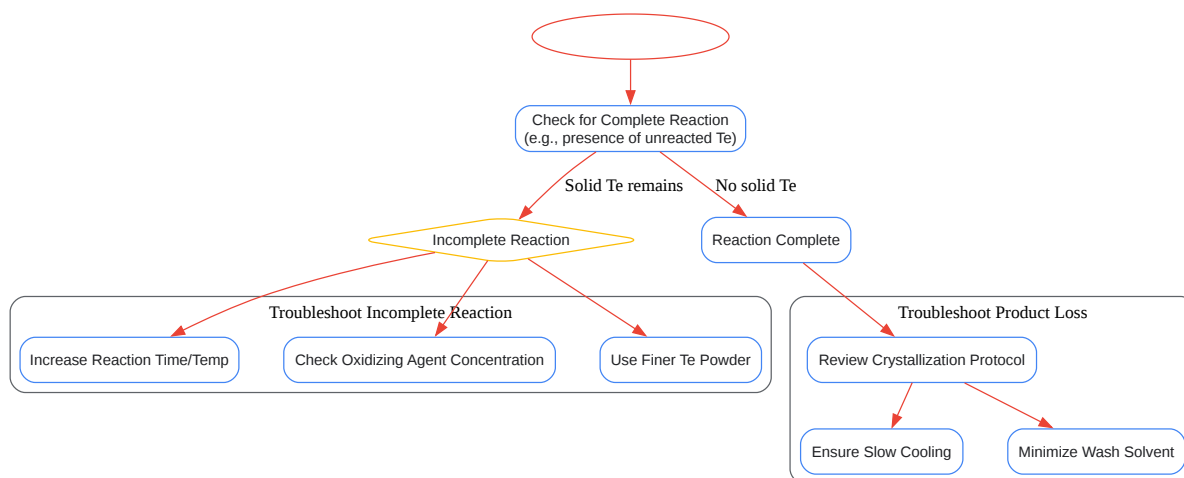 Check for Complete Reaction
(e.g., presence of unreacted Te)
Solid Te remains
No solid Te
Incomplete Reaction
Reaction Complete
Troubleshoot Incomplete Reaction
Troubleshoot Product Loss
Increase Reaction Time/Temp
Check Oxidizing Agent Concentration
Use Finer Te Powder
Review Crystallization Protocol
Ensure Slow Cooling
Minimize Wash Solvent